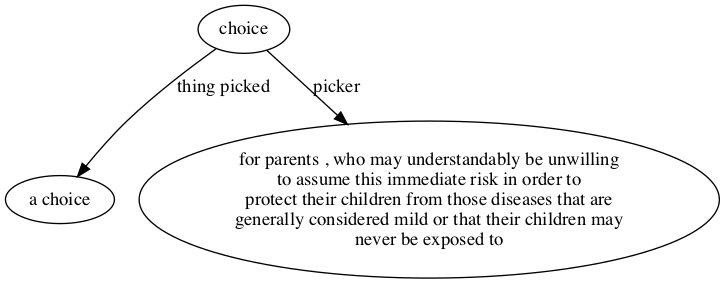 choice
thing picked
picker
a choice
for parents , who may understandably be unwilling
to assume this immediate risk in order to
protect their children from those diseases that are
generally considered mild or that their children may
never be exposed to